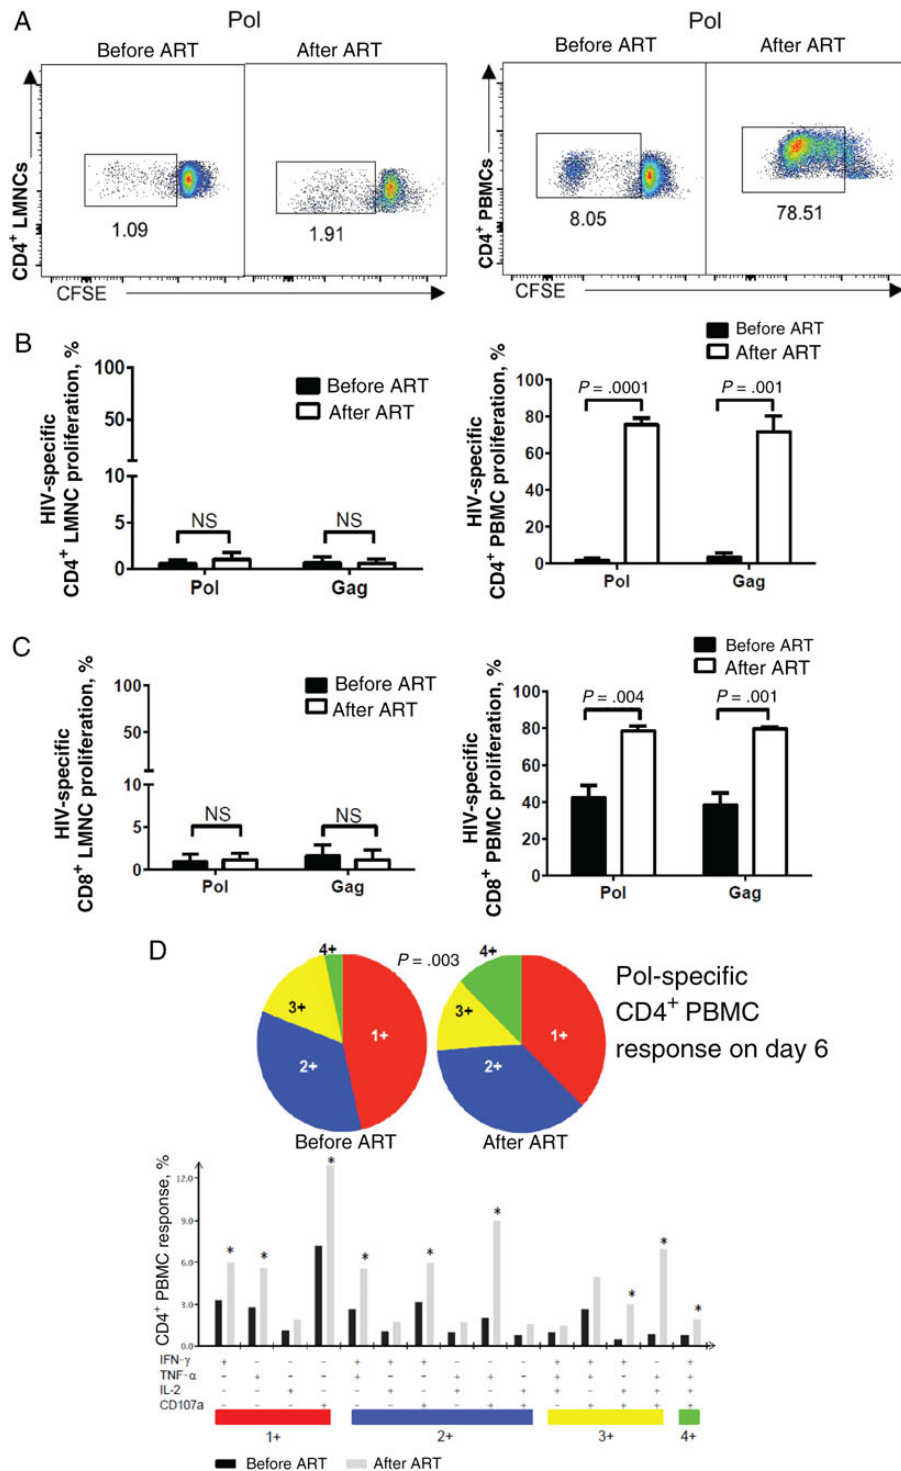 A
Pol
Pol
Before ART
After ART
Before ART
After ART
CD4+ LMNCs
1.09
1.91
CFSE
CD4+ PBMCs
8.05
78.51
CFSE
B
HIV-specific
CD4+ LMNC proliferation, %
100
50
10
5
0
Before ART
After ART
NS
NS
Pol
Gag
HIV-specific
CD4+ PBMC proliferation, %
Before ART
After ART
100
80
60
40
20
0
P = .0001
P = .001
Pol
Gag
C
HIV-specific
CD8+ LMNC proliferation, %
100
50
10
5
0
Before ART
After ART
NS
NS
Pol
Gag
HIV-specific
CD8+ PBMC proliferation, %
Before ART
After ART
100
80
60
40
20
0
P = .004
P = .001
Pol
Gag
D
4+
3+
2+
1+
P = .003
4+
3+
2+
1+
Before ART
After ART
Pol-specific
CD4+ PBMC
response on day 6
CD4+ PBMC response, %
12.0
9.0
6.0
3.0
0.0
* * * * * * * * *
IFN-γ + - - - + + + - - - + + + - +
TNF-α - + - - + - - + + - + + - + +
IL-2 - - + - - + - + - + + - + + +
CD107a - - - + - - + - + + - + + + +
1+
2+
3+
4+
Before ART
After ART